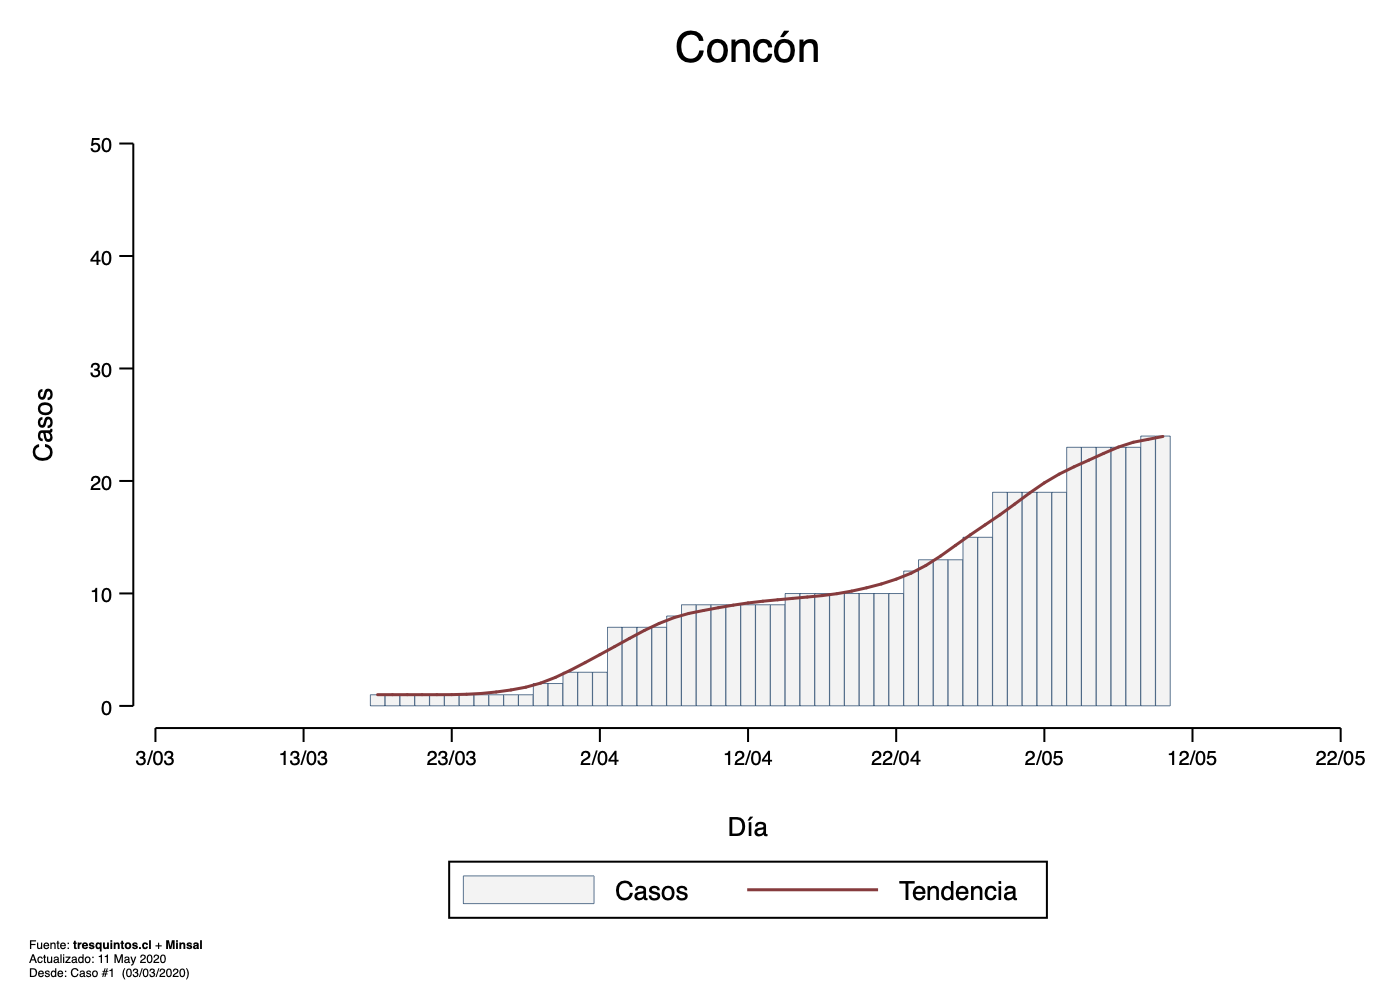 Concón
50
40
30
20
10
0
Casos
3/03 13/03 23/03 2/04 12/04 22/04 2/05 12/05 22/05
Día
Casos Tendencia
Fuente: tresquintos.cl + Minsal
Actualizado: 11 May 2020
Desde: Caso #1 (03/03/2020)